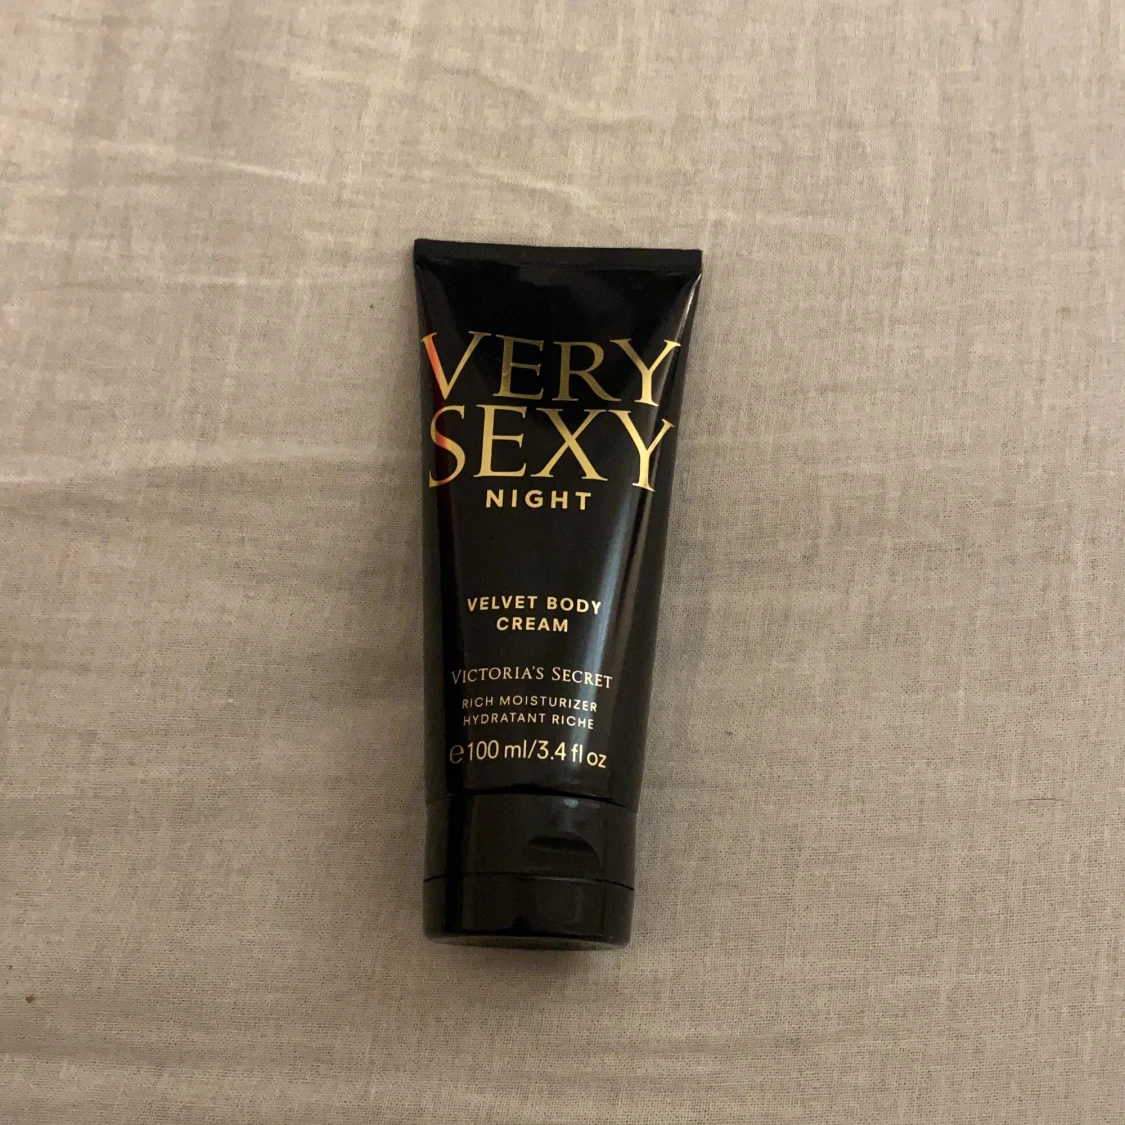 VERY
SEXY
NIGHT
VELVET BODY
CREAM
VICTORIA'S SECRET
RICH MOISTURIZER
HYDRATANT RICHE
℮100 ml/3.4 fl oz